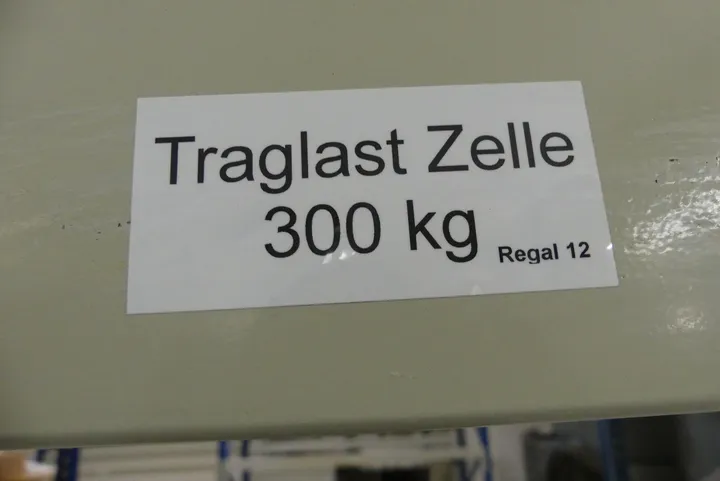 Traglast Zelle
300 kg
Regal 12